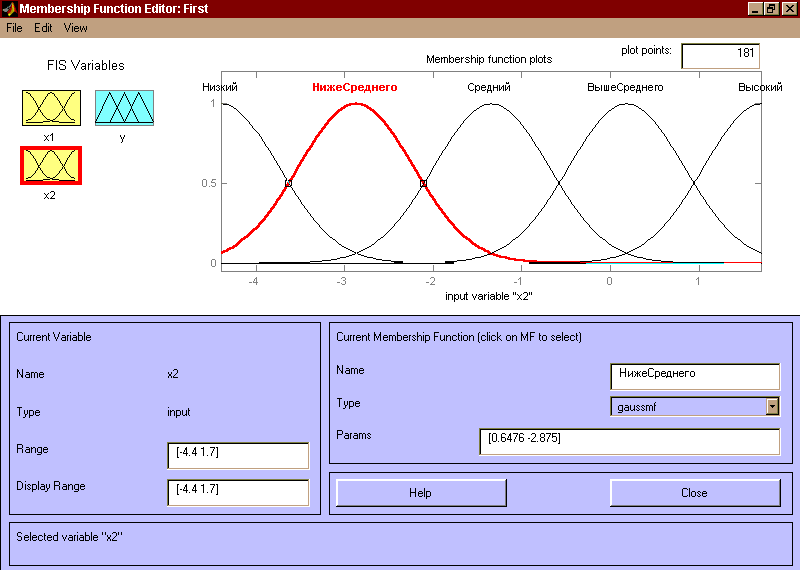 Membership Function Editor: First
File Edit View
FIS Variables
x1
y
x2
Membership function plots
plot points:
181
Низкий
НижеСреднего
Средний
ВышеСреднего
Высокий
1
0.5
0
-4 -3 -2 -1 0 1
input variable "x2"
Current Variable
Name x2
Type input
Range [-4.4 1.7]
Display Range [-4.4 1.7]
Current Membership Function (click on MF to select)
Name НижеСреднего
Type gaussmf
Params [0.6476 -2.875]
Help Close
Selected variable "x2"